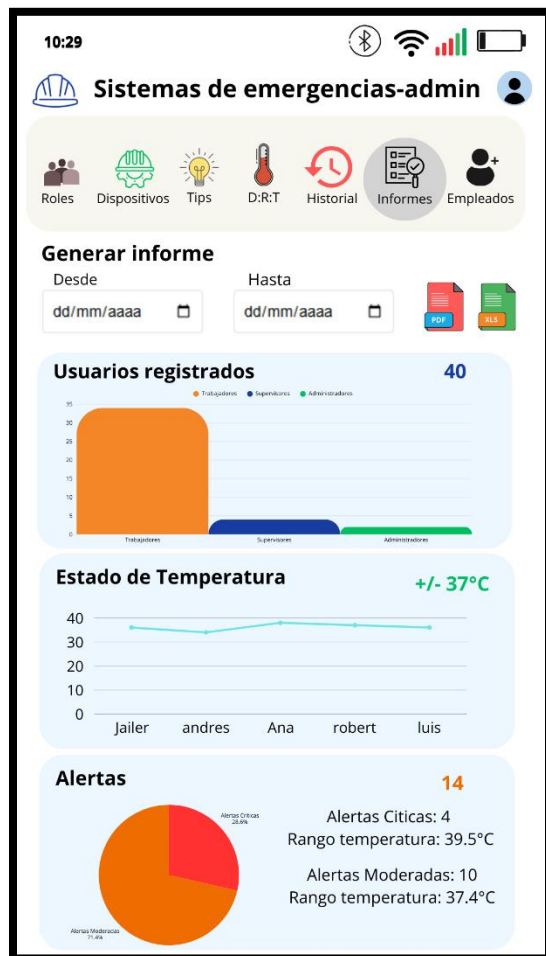 10:29
Sistemas de emergencias-admin
Roles Dispositivos Tips D:R:T Historial Informes Empleados
Generar informe
Desde Hasta
dd/mm/aaaa dd/mm/aaaa PDF XLS
Usuarios registrados 40
Trabajadores Supervisores Administradores
35
30
25
20
15
10
5
0
Trabajadores Supervisores Administradores
Estado de Temperatura +/- 37°C
40
30
20
10
0
Jailer andres Ana robert luis
Alertas 14
Alertas Criticas
28.6%
Alertas Citicas: 4
Rango temperatura: 39.5°C
Alertas Moderadas: 10
Rango temperatura: 37.4°C
Alertas Moderadas
71.4%